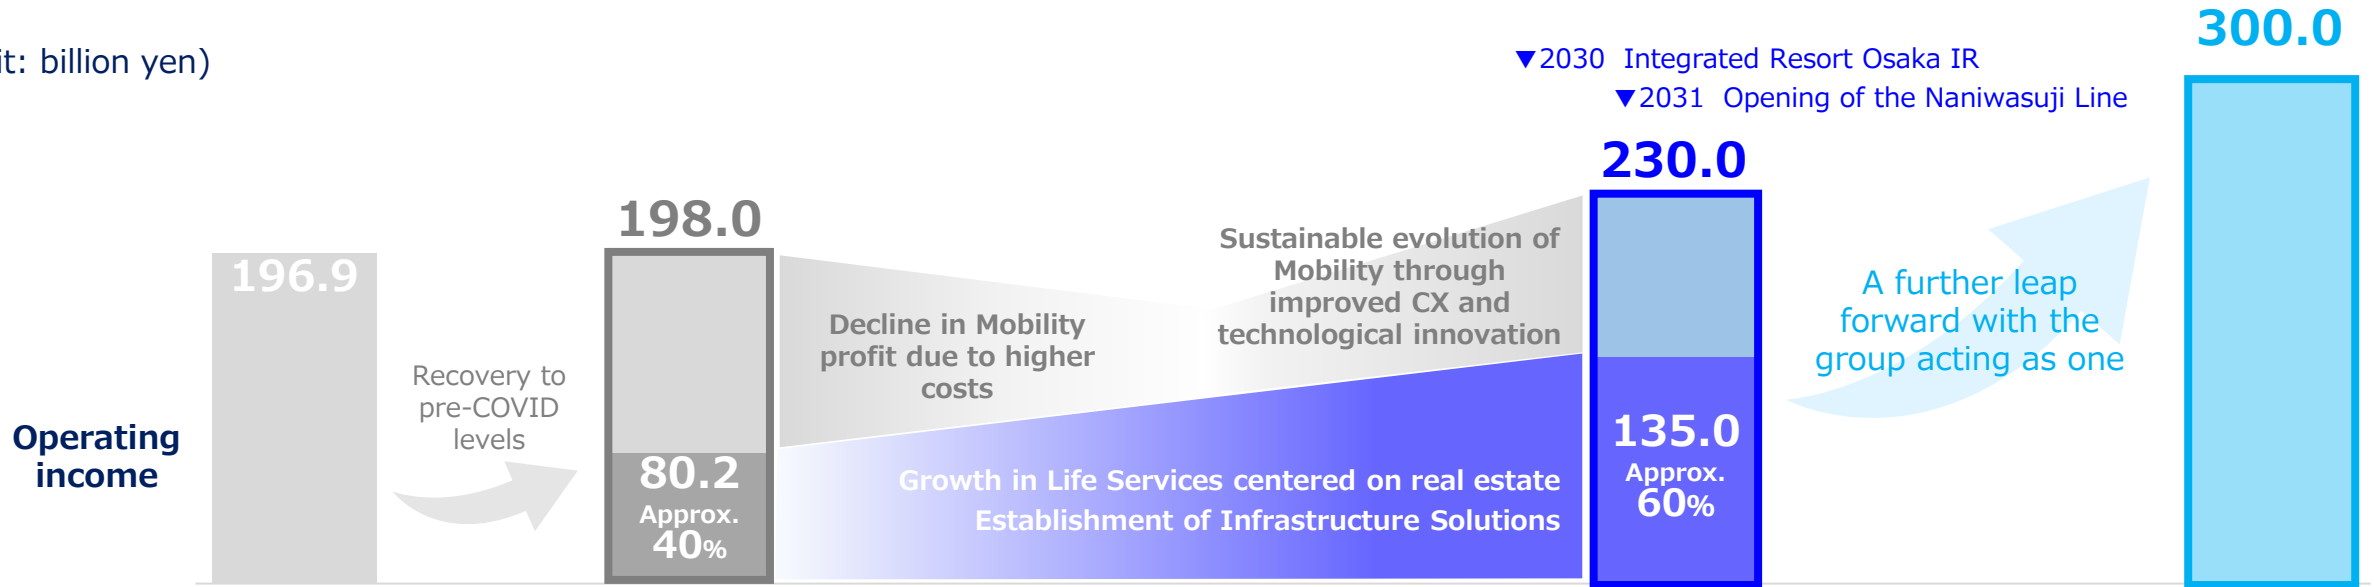 it: billion yen)
Operating
income
196.9
Recovery to
pre-COVID
levels
198.0
80.2
Approx.
40%
Decline in Mobility
profit due to higher
costs
Sustainable evolution of
Mobility through
improved CX and
technological innovation
Growth in Life Services centered on real estate
Establishment of Infrastructure Solutions
▼2030 Integrated Resort Osaka IR
▼2031 Opening of the Naniwasuji Line
230.0
135.0
Approx.
60%
A further leap
forward with the
group acting as one
300.0